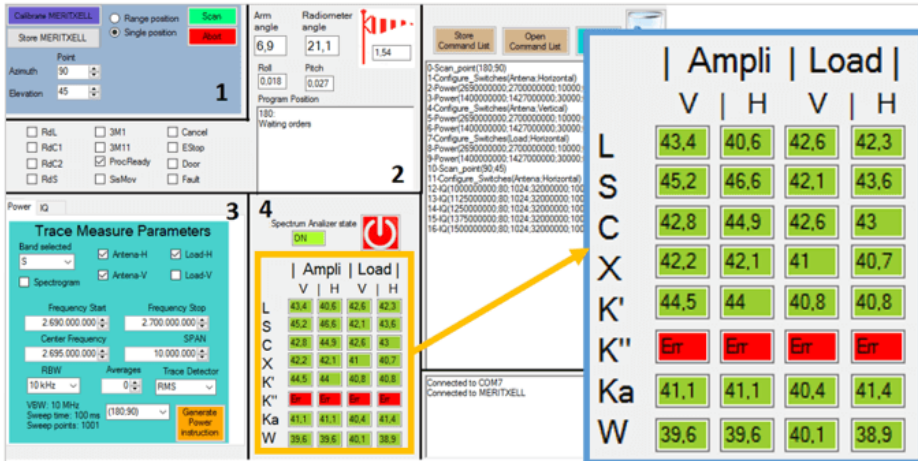 Calibrate MERITXELL
Range position
Scan
Store MERITXELL
Single position
Abort
Point
Azimuth 90
Elevation 45
1
RdL 3M1 Cancel
RdC1 3M11 EStop
RdC2 ProcReady Door
RdS SisMov Fault
Arm angle
Radiometer angle
6,9 21,1 1,54
Roll Pitch
0,018 0,027
Program Position
180:
Waiting orders
2
Store Command List
Open Command List
0-Scan_point(180;90)
1-Configure_Switches(Antena;Horizontal)
2-Power(2690000000;2700000000;10000;
3-Power(1400000000;1427000000;30000;
4-Configure_Switches(Antena;Vertical)
5-Power(2690000000;2700000000;10000;
6-Power(1400000000;1427000000;30000;
7-Configure_Switches(Load;Horizontal)
8-Power(2690000000;2700000000;10000;
9-Power(1400000000;1427000000;30000;
10-Scan_point(90;45)
11-Configure_Switches(Antena;Horizontal)
12-IQ(1000000000;80;1024;32000000;100
13-IQ(1125000000;80;1024;32000000;100
14-IQ(1250000000;80;1024;32000000;100
15-IQ(1375000000;80;1024;32000000;100
16-IQ(1500000000;80;1024;32000000;100
Connected to COM7
Connected to MERITXELL
Power IQ
3
Trace Measure Parameters
Band selected
S
Antena-H Load-H
Spectrogram
Antena-V Load-V
Frequency Start Frequency Stop
2.690.000.000 2.700.000.000
Center Frequency SPAN
2.695.000.000 10.000.000
RBW Averages Trace Detector
10 kHz 0 RMS
VBW: 10 MHz
Sweep time: 100 ms
Sweep points: 1001
(180;90)
Generate Power instruction
4
Spectrum Analizer state
ON
| Ampli | Load |
V | H V | H
L 43,4 40,6 42,6 42,3
S 45,2 46,6 42,1 43,6
C 42,8 44,9 42,6 43
X 42,2 42,1 41 40,7
K' 44,5 44 40,8 40,8
K" Err Err Err Err
Ka 41,1 41,1 40,4 41,4
W 39,6 39,6 40,1 38,9
| Ampli | Load |
V | H V | H
L 43,4 40,6 42,6 42,3
S 45,2 46,6 42,1 43,6
C 42,8 44,9 42,6 43
X 42,2 42,1 41 40,7
K' 44,5 44 40,8 40,8
K" Err Err Err Err
Ka 41,1 41,1 40,4 41,4
W 39,6 39,6 40,1 38,9